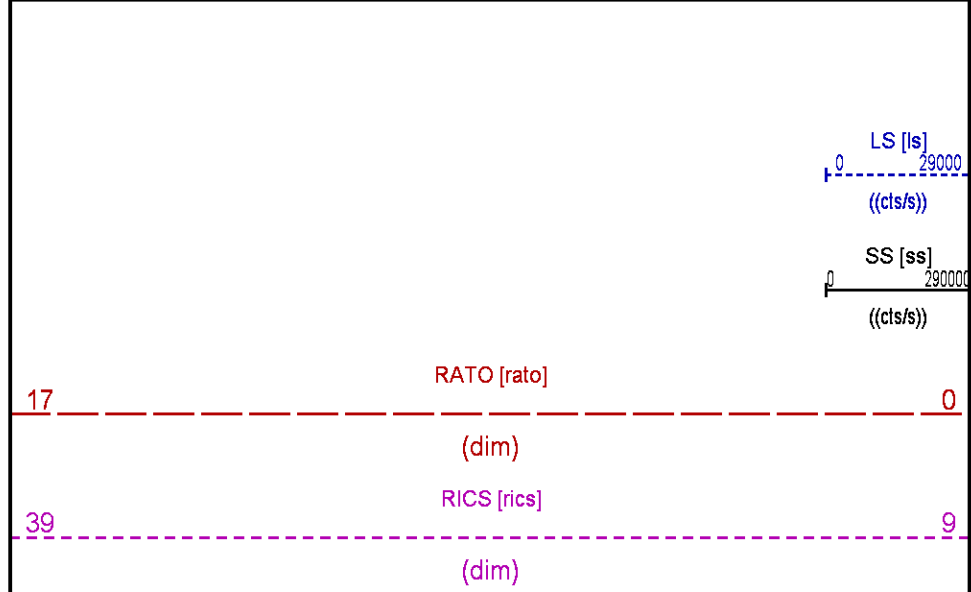 LS [ls]
0 29000
((cts/s))
SS [ss]
0 290000
((cts/s))
RATO [rato]
17 0
(dim)
RICS [rics]
39 9
(dim)